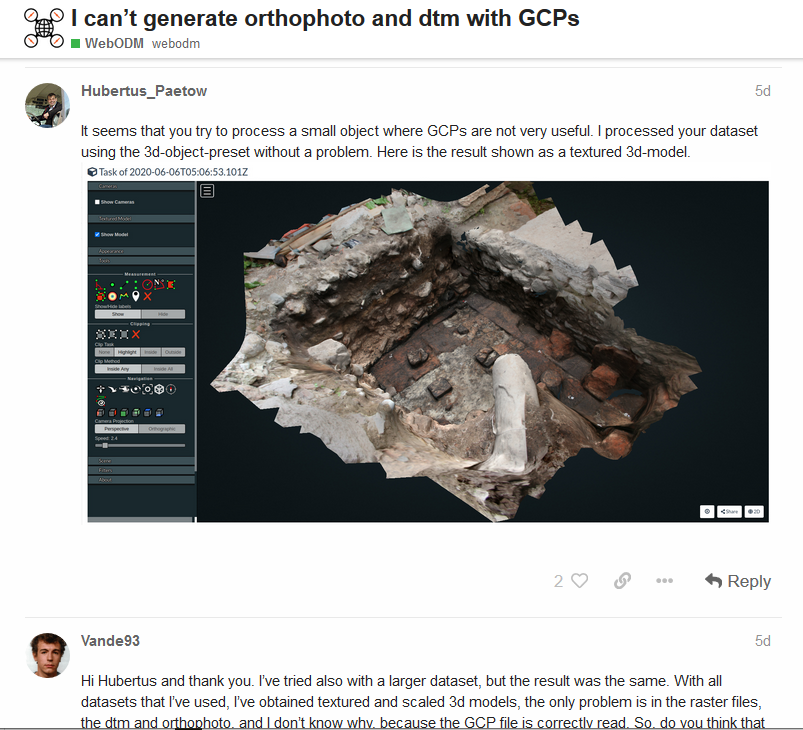 I can’t generate orthophoto and dtm with GCPs
WebODM webodm
Hubertus_Paetow 5d
It seems that you try to process a small object where GCPs are not very useful. I processed your dataset
using the 3d-object-preset without a problem. Here is the result shown as a textured 3d-model.
Task of 2020-06-06T05:06:53.101Z
Cameras
Show Cameras
Textured Model
Show Model
Appearance
Tools
Measurement
Show/Hide labels
Show Hide
Clipping
Clip Task
None Highlight Inside Outside
Clip Method
Inside Any Inside All
Navigation
Camera Projection
Perspective Orthographic
Speed: 2.4
Scene
Filters
About
Share 2D
2
Reply
Vande93 5d
Hi Hubertus and thank you. I’ve tried also with a larger dataset, but the result was the same. With all
datasets that I’ve used, I’ve obtained textured and scaled 3d models, the only problem is in the raster files,
the dtm and orthophoto, and I don’t know why, because the GCP file is correctly read. So, do you think that